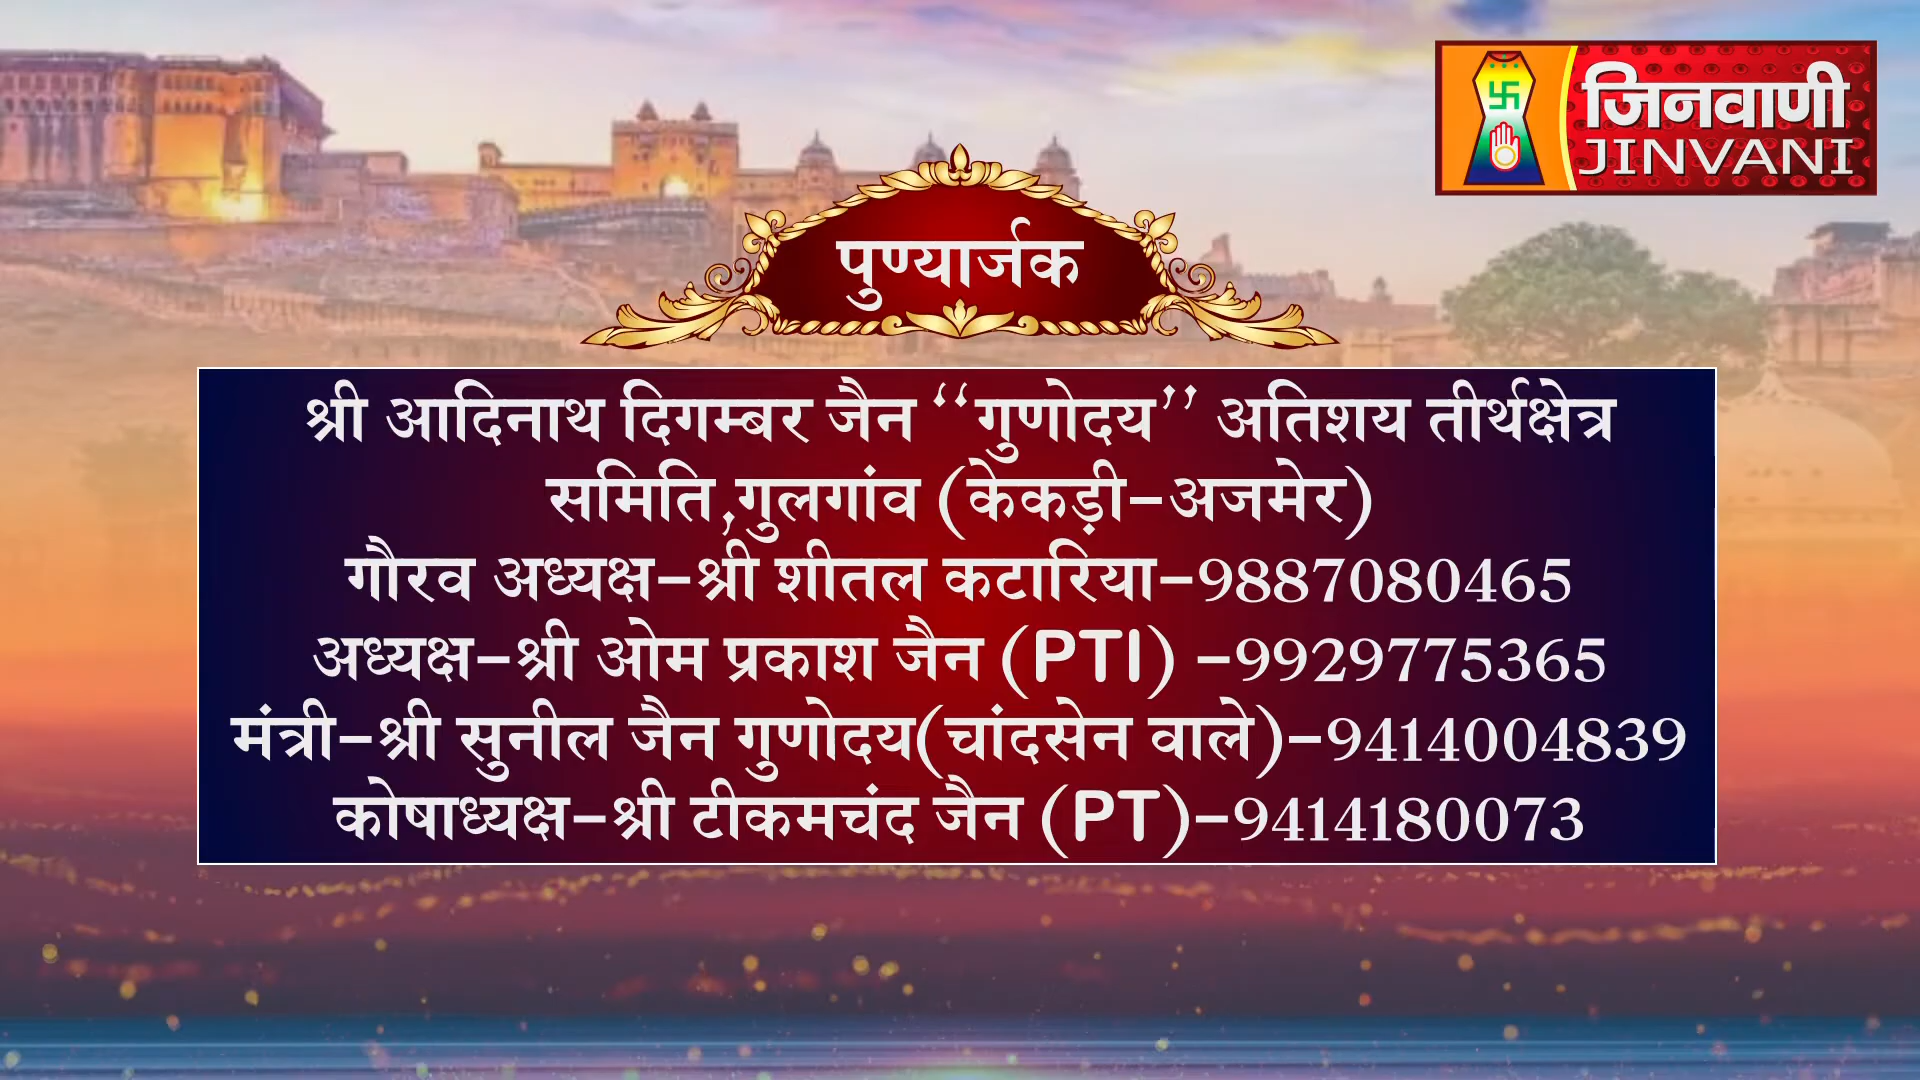 जिनवाणी
JINVANI
पुण्यार्जक
श्री आदिनाथ दिगम्बर जैन ‘‘गुणोदय’’ अतिशय तीर्थक्षेत्र
समिति,गुलगांव (केकड़ी-अजमेर)
गौरव अध्यक्ष-श्री शीतल कटारिया-9887080465
अध्यक्ष-श्री ओम प्रकाश जैन (PTI) -9929775365
मंत्री-श्री सुनील जैन गुणोदय(चांदसेन वाले)-9414004839
कोषाध्यक्ष-श्री टीकमचंद जैन (PT)-9414180073